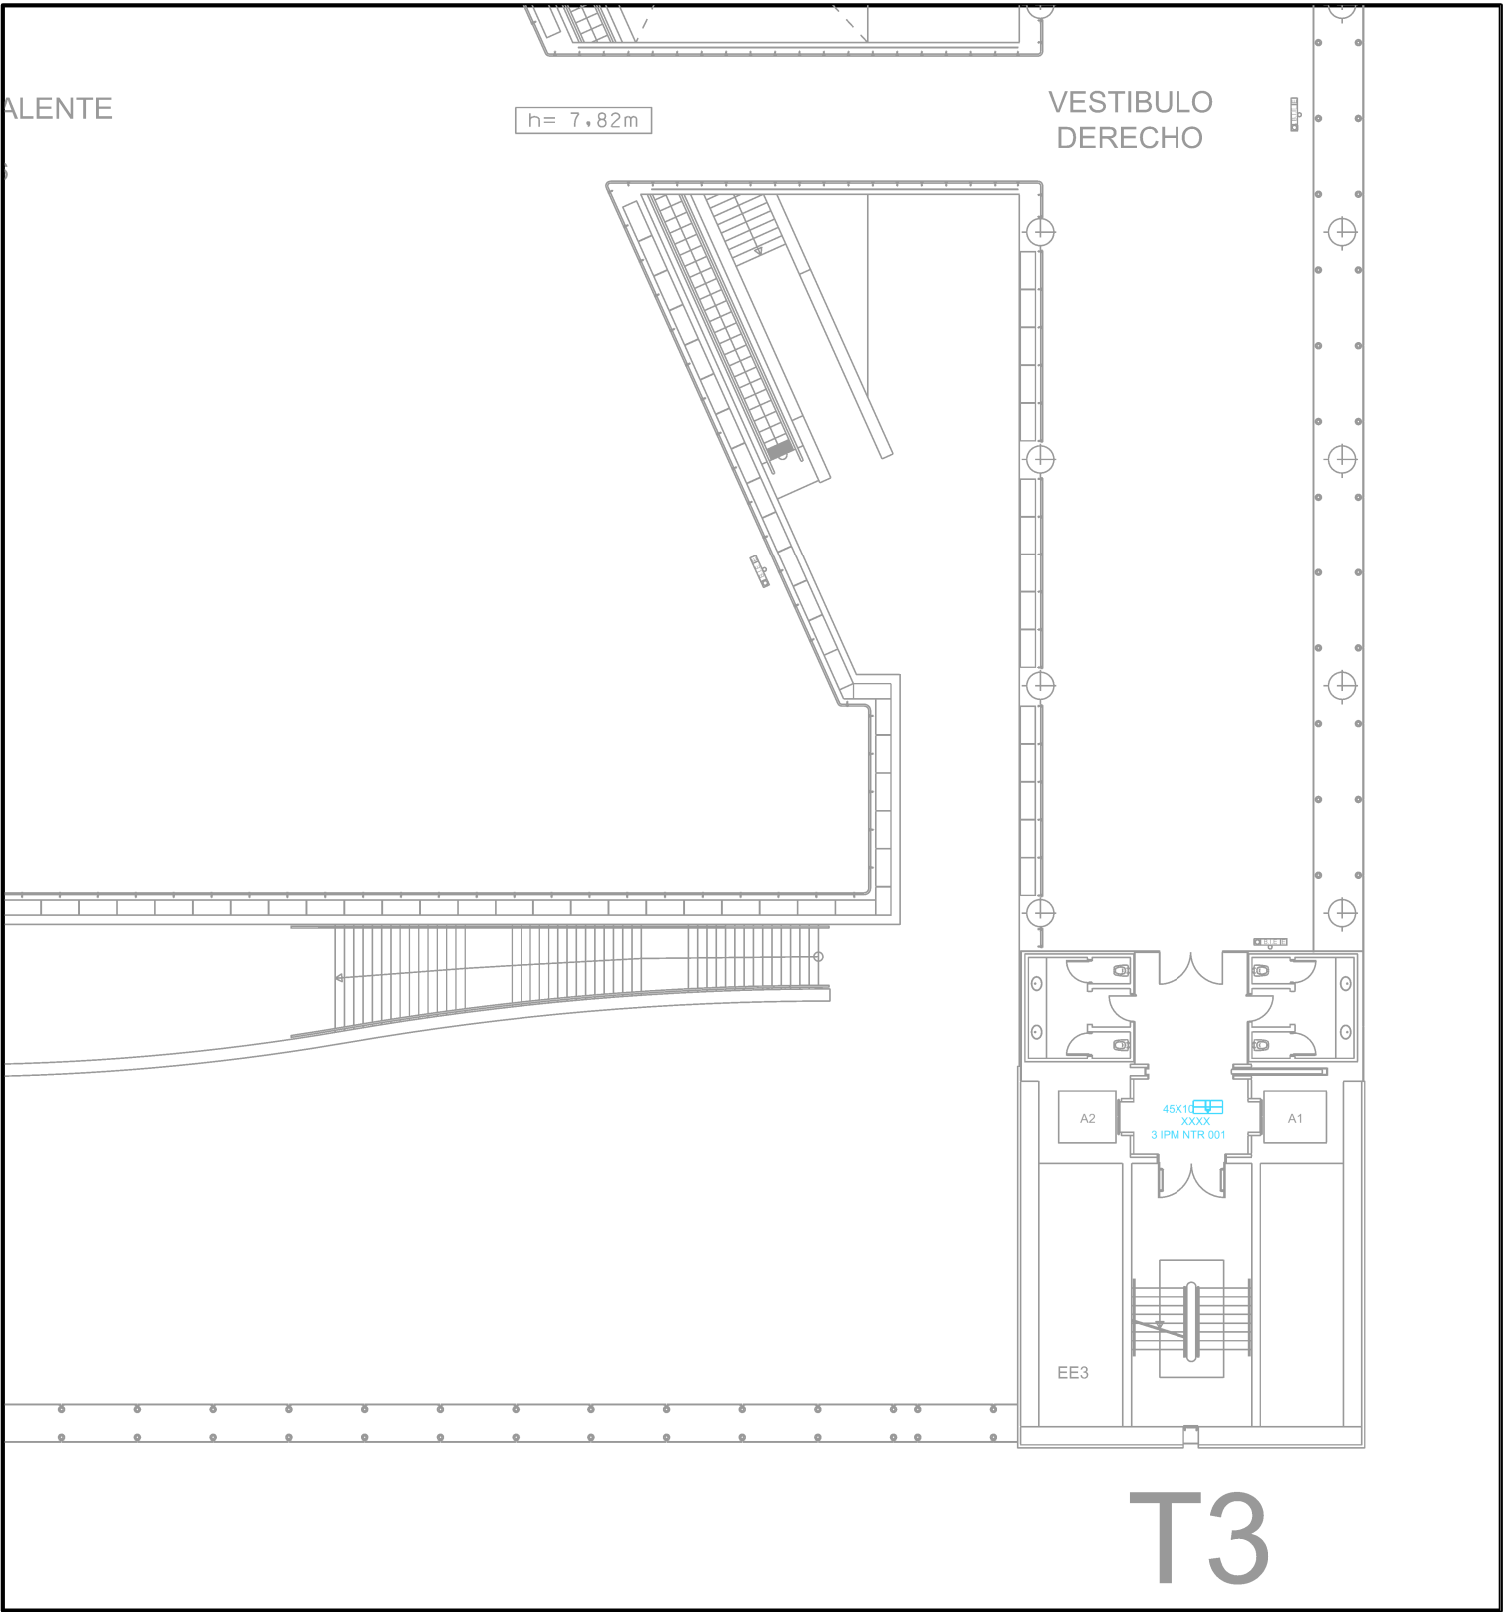 ALENTE
h= 7,82m
VESTIBULO
DERECHO
45X10
XXXX
3 IPM NTR 001
A2
A1
EE3
T3